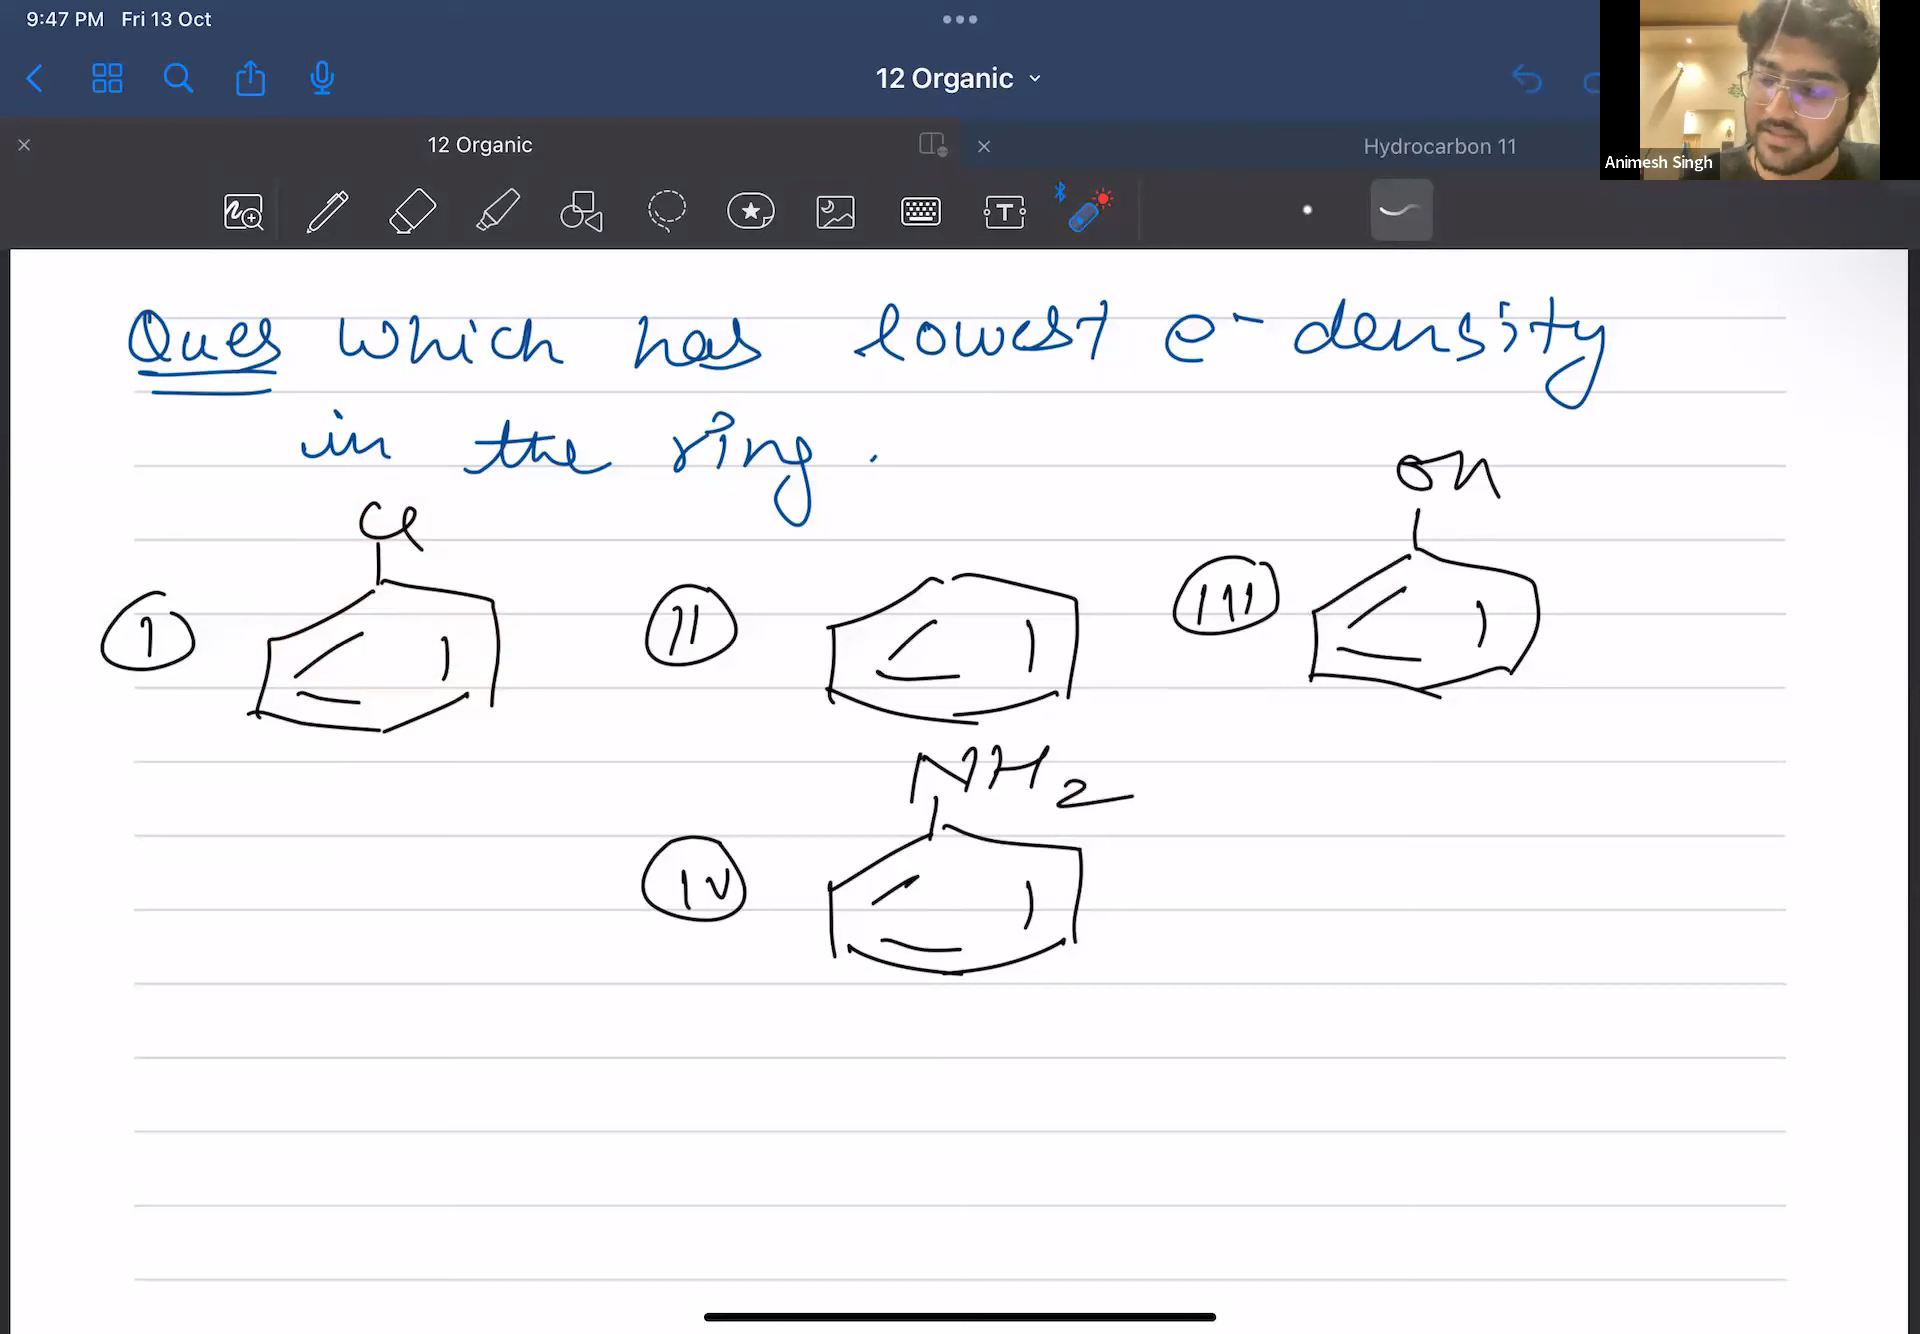 9:47 PM Fri 13 Oct
12 Organic
12 Organic
Hydrocarbon 11
Animesh Singh
T
Ques which has lowest e- density
in the ring.
Cl
OH
I
II
III
NH2
IV